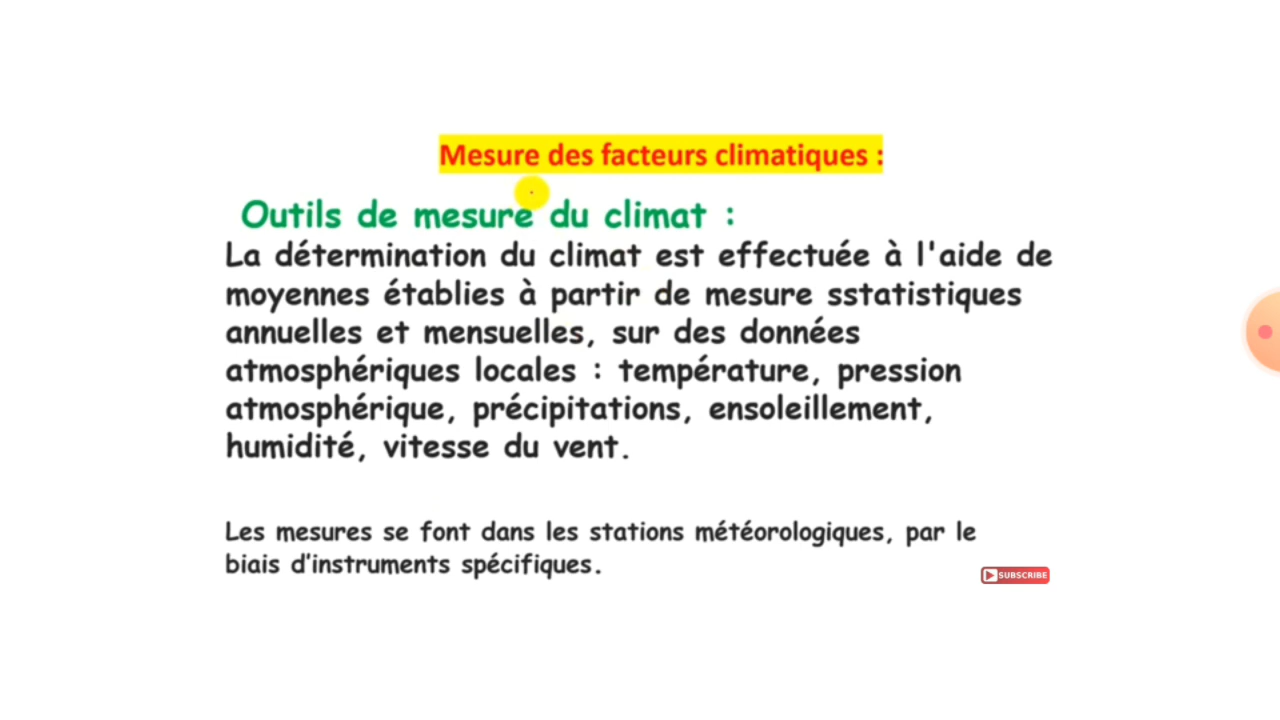 Mesure des facteurs climatiques :
Outils de mesure du climat :
La détermination du climat est effectuée à l'aide de
moyennes établies à partir de mesure sstatistiques
annuelles et mensuelles, sur des données
atmosphériques locales : température, pression
atmosphérique, précipitations, ensoleillement,
humidité, vitesse du vent.
Les mesures se font dans les stations météorologiques, par le
biais d’instruments spécifiques.
SUBSCRIBE